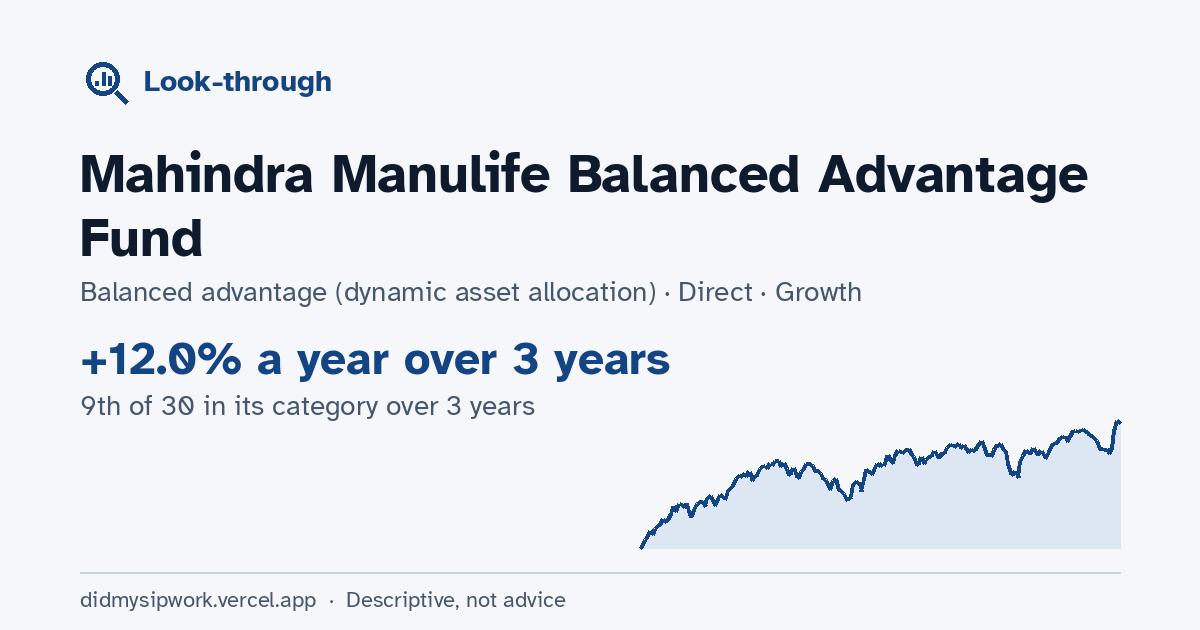 Look-through
Mahindra Manulife Balanced Advantage
Fund
Balanced advantage (dynamic asset allocation) · Direct · Growth
+12.0% a year over 3 years
9th of 30 in its category over 3 years
didmysipwork.vercel.app · Descriptive, not advice